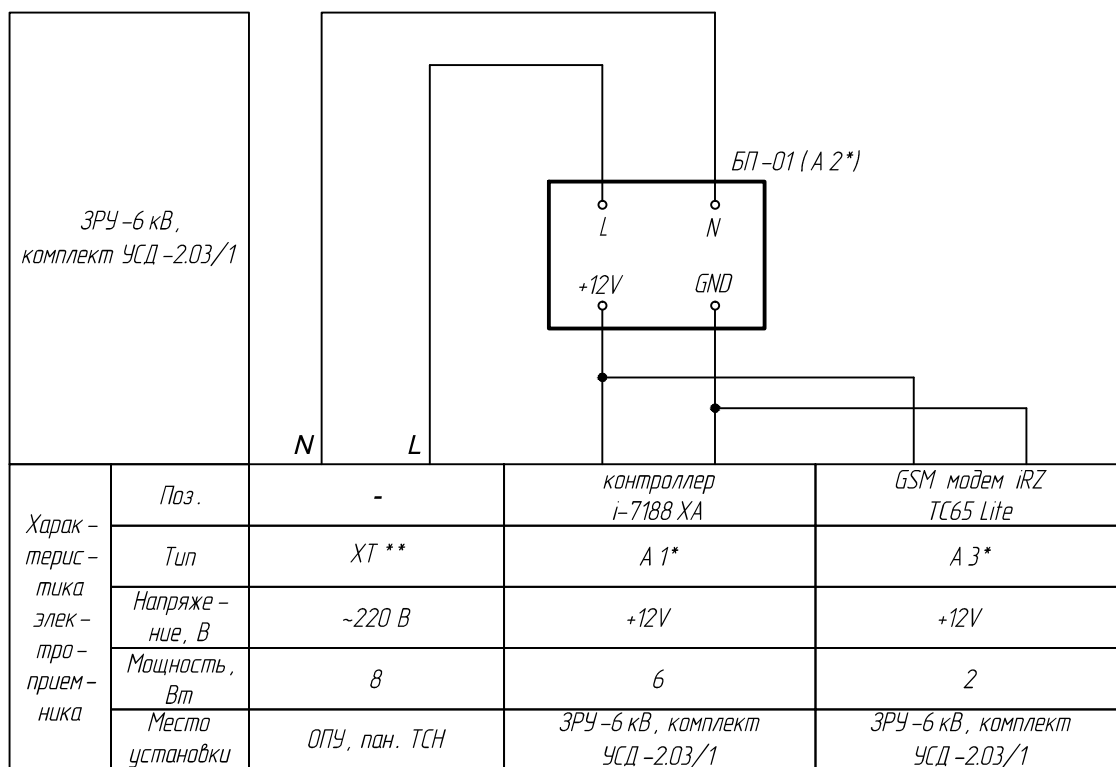 БП-01 (A 2*)
ЗРУ-6 кВ,
комплект УСД-2.03/1
L
N
+12V
GND
N
L
Харак-
терис-
тика
элек-
тро-
прием-
ника
Поз.
-
контроллер
i-7188 XA
GSM модем iRZ
TC65 Lite
Тип
XT **
A 1*
A 3*
Напряже-
ние, В
~220 В
+12V
+12V
Мощность,
Вт
8
6
2
Место
установки
ОПУ, пан. ТСН
ЗРУ-6 кВ, комплект
УСД-2.03/1
ЗРУ-6 кВ, комплект
УСД-2.03/1